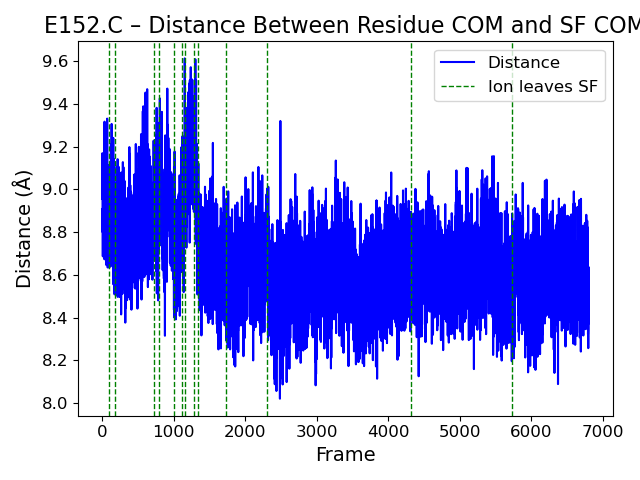 E152.C – Distance Between Residue COM and SF COM
Distance (Å)
9.6
9.4
9.2
9.0
8.8
8.6
8.4
8.2
8.0
Distance
Ion leaves SF
0 1000 2000 3000 4000 5000 6000 7000
Frame